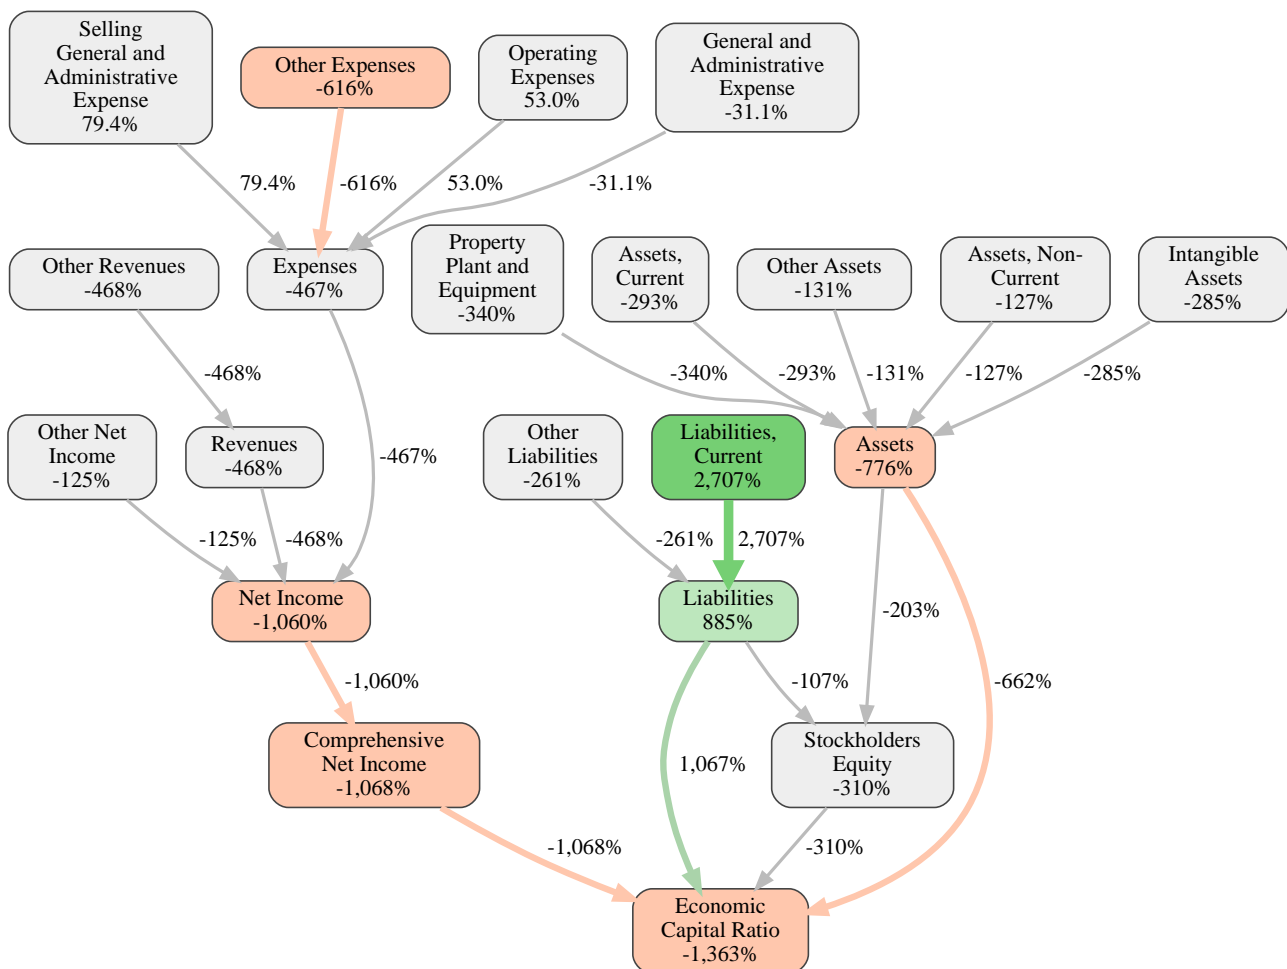 Selling
General and
Administrative
Expense
79.4%
Other Expenses
-616%
Operating
Expenses
53.0%
General and
Administrative
Expense
-31.1%
79.4%
-616%
53.0%
-31.1%
Other Revenues
-468%
Expenses
-467%
Property
Plant and
Equipment
-340%
Assets,
Current
-293%
Other Assets
-131%
Assets, Non-
Current
-127%
Intangible
Assets
-285%
-468%
-340%
-293%
-131%
-127%
-285%
Other Net
Income
-125%
Revenues
-468%
-467%
Other
Liabilities
-261%
Liabilities,
Current
2,707%
Assets
-776%
-125%
-468%
-261%
2,707%
Net Income
-1,060%
Liabilities
885%
-203%
-1,060%
-107%
-662%
Comprehensive
Net Income
-1,068%
1,067%
Stockholders
Equity
-310%
-1,068%
-310%
Economic
Capital Ratio
-1,363%